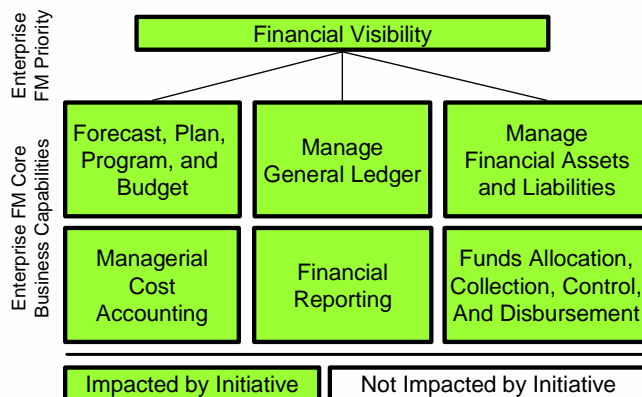 Enterprise
FM Priority
Financial Visibility
Enterprise FM Core
Business Capabilities
Forecast, Plan,
Program, and
Budget
Manage
General Ledger
Manage
Financial Assets
and Liabilities
Managerial
Cost
Accounting
Financial
Reporting
Funds Allocation,
Collection, Control,
And Disbursement
Impacted by Initiative
Not Impacted by Initiative